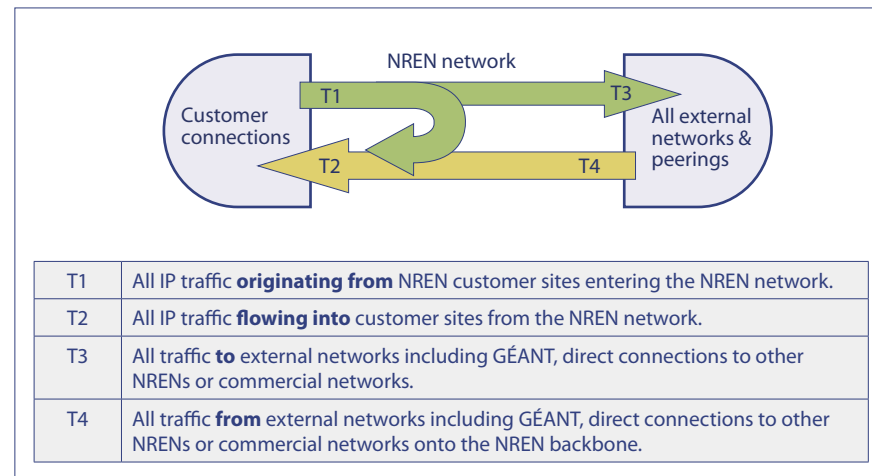 NREN network
T1
T3
Customer
connections
All external
networks &
peerings
T2
T4
T1 All IP traffic originating from NREN customer sites entering the NREN network.
T2 All IP traffic flowing into customer sites from the NREN network.
T3 All traffic to external networks including GÉANT, direct connections to other
NRENs or commercial networks.
T4 All traffic from external networks including GÉANT, direct connections to other
NRENs or commercial networks onto the NREN backbone.